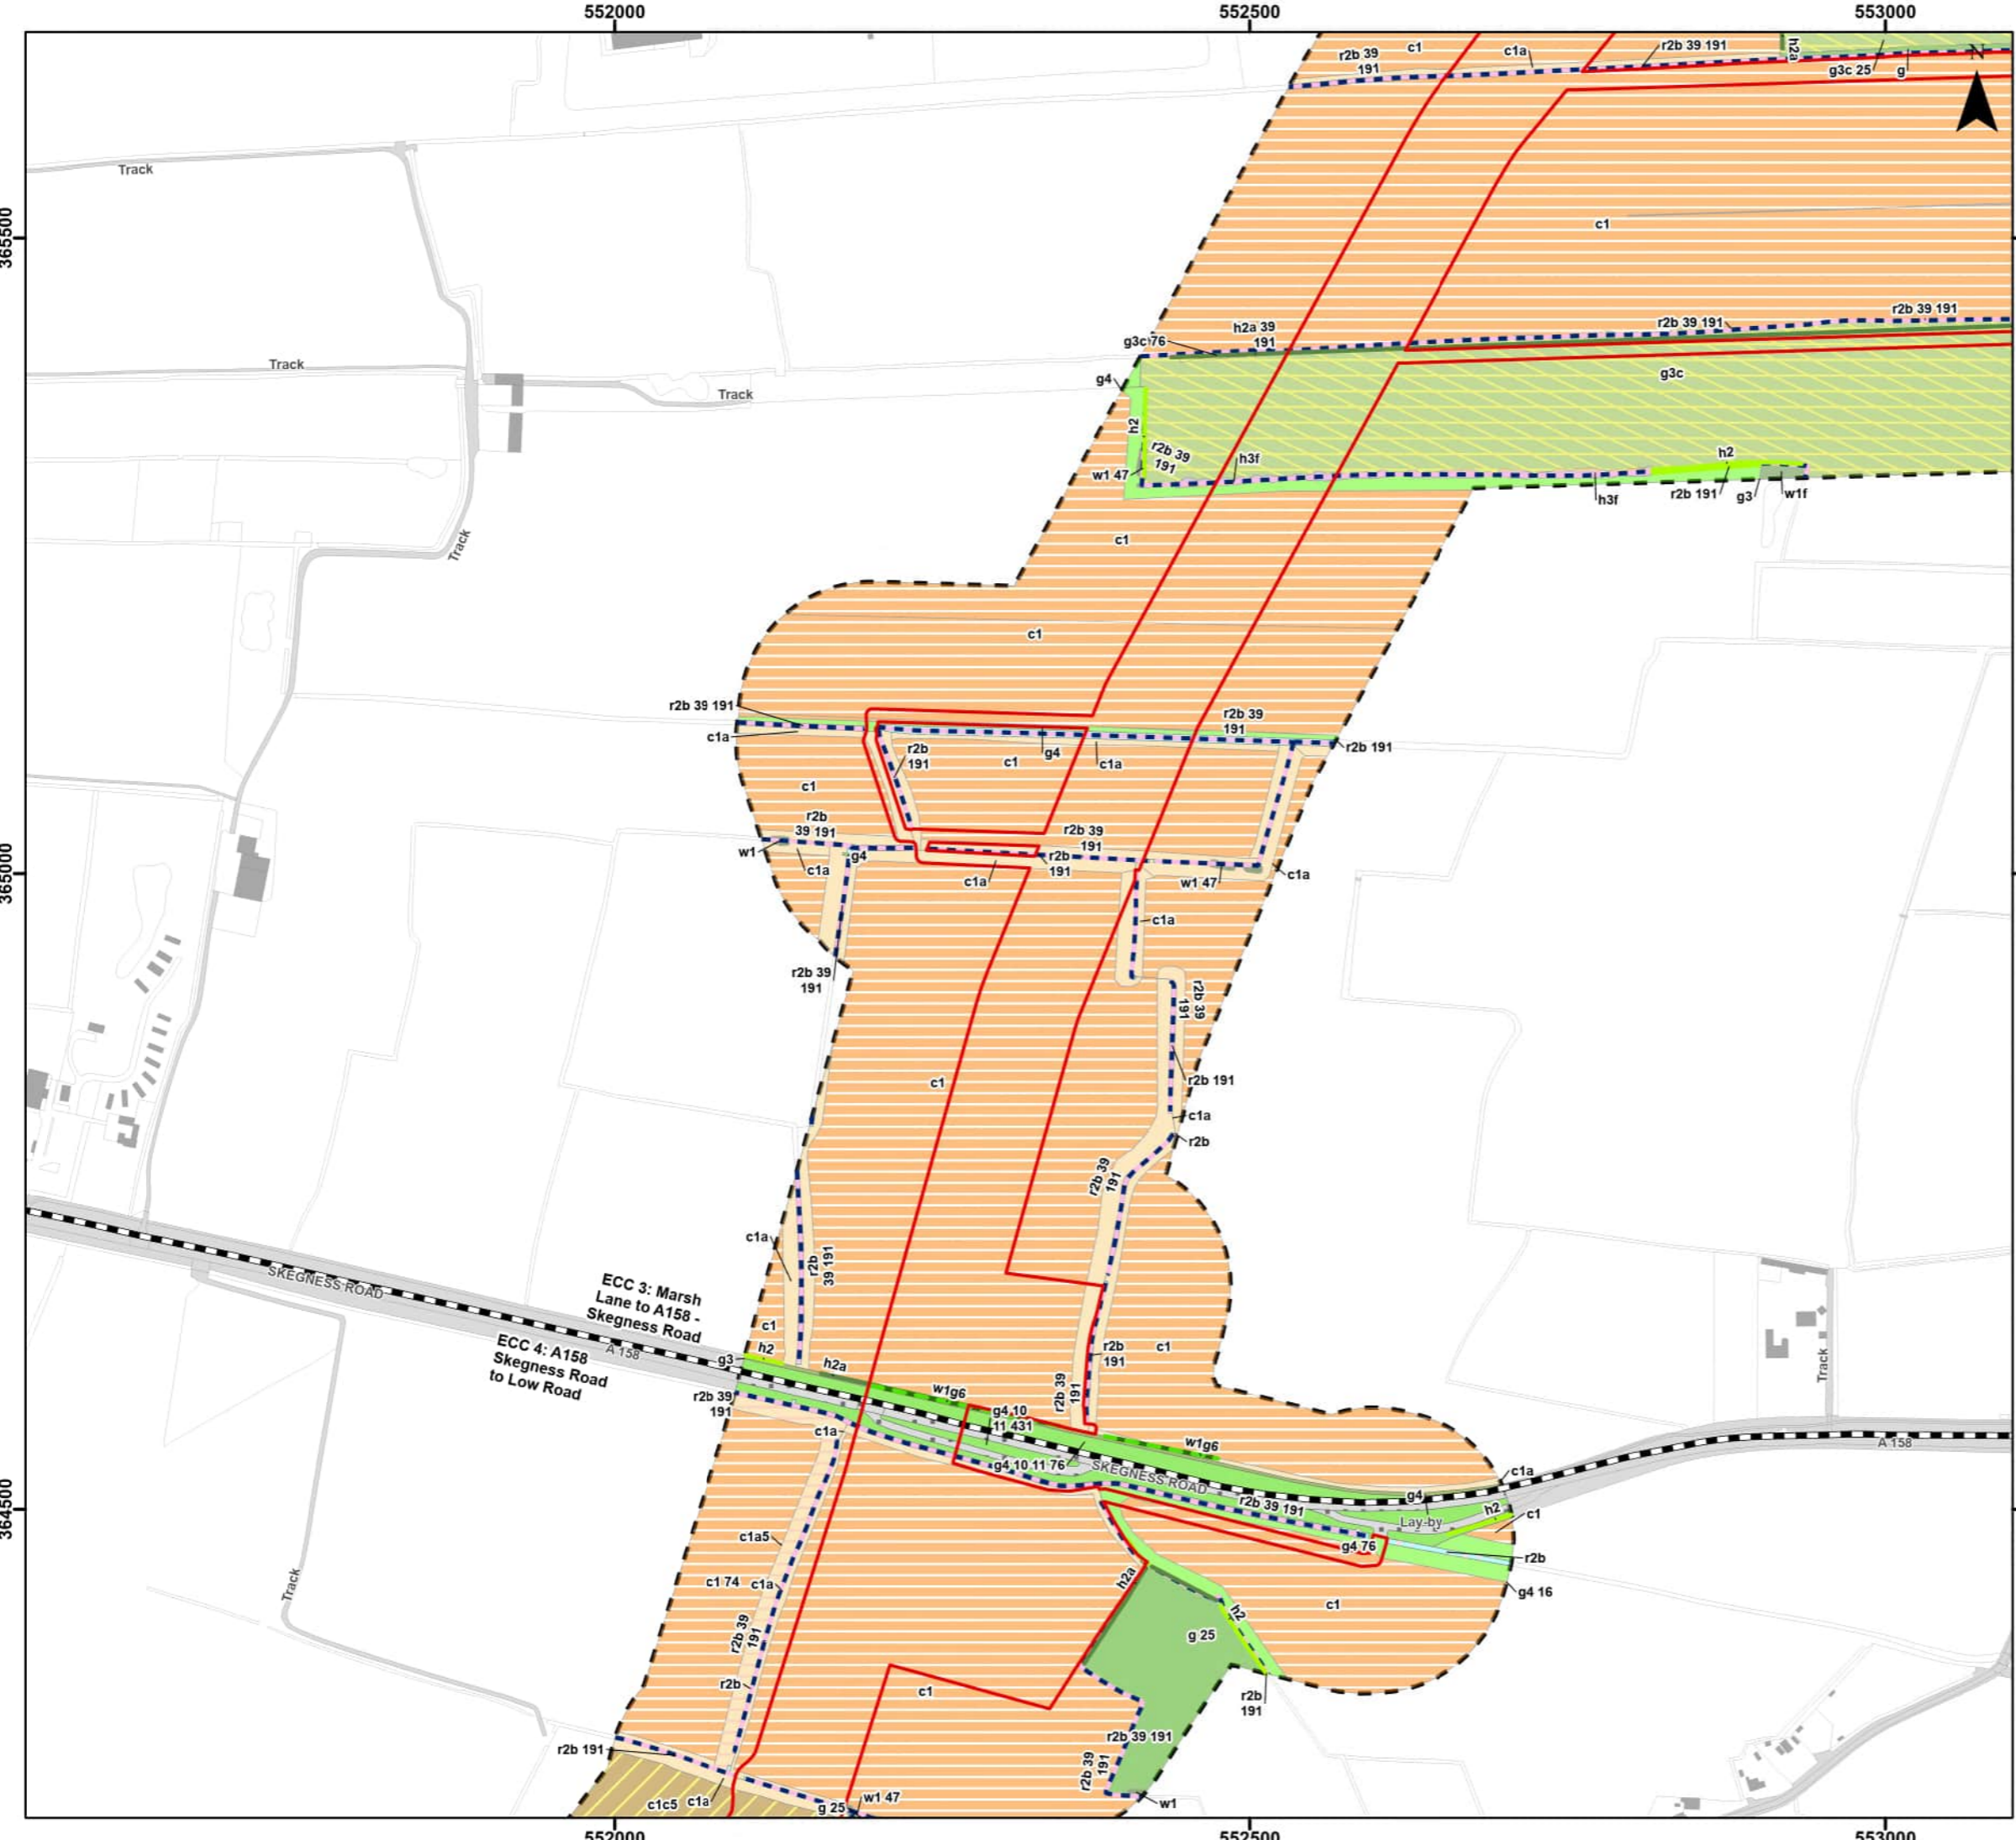 552000
552500
553000
r2b 39
191
c1
c1a
r2b 39 191
h2a
g3c 25
g
N
Track
365500
c1
r2b 39 191
r2b 39 191
h2a 39
191
g3c 76
Track
g3c
g4
Track
h2
r2b 39
191
h3f
h2
w1 47
r2b 191
g3
w1f
h3f
c1
Track
c1
r2b 39 191
r2b 39
191
c1a
r2b 191
r2b
191
g4
c1
c1a
c1
r2b
39 191
r2b 39
191
w1
g4
r2b
191
c1a
c1a
w1 47
c1a
365000
c1a
r2b 39
191
r2b 39
191
c1
r2b 191
c1a
r2b
r2b 39
191
c1a
r2b
39 191
SKEGNESS ROAD
ECC 3: Marsh
Lane to A158 -
Skegness Road
ECC 4: A158
Skegness Road
to Low Road
A 158
c1
h2
g3
h2a
r2b
191
c1
Track
r2b 39
191
w1g6
r2b 39
191
g4 10
11 431
c1a
w1g6
g4 10 11 76
SKEGNESS ROAD
A 158
c1a
g4
r2b 39 191
h2
Lay-by
c1
364500
c1a5
g4 76
r2b
c1 74
c1a
h2a
g4 16
Track
h2
c1
r2b 39
191
g 25
r2b
c1
r2b
191
r2b 191
r2b 39 191
r2b 39
191
c1c5
c1a
g 25
w1 47
w1
552000
552500
553000